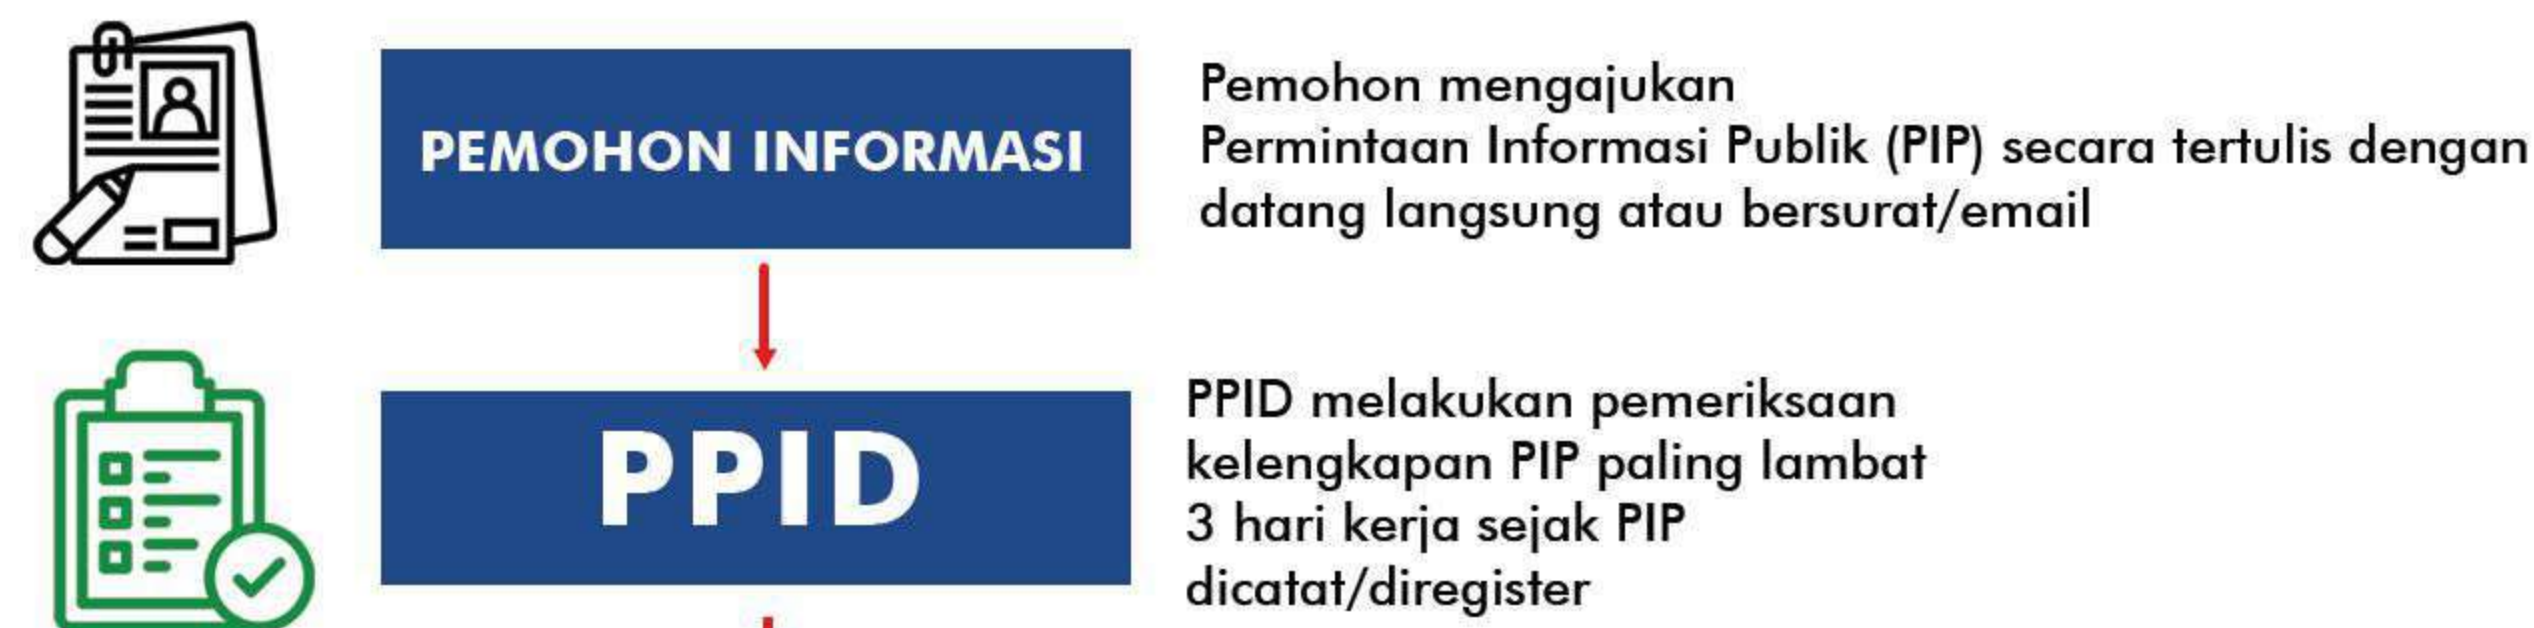 PEMOHON INFORMASI
Pemohon mengajukan
Permintaan Informasi Publik (PIP) secara tertulis dengan
datang langsung atau bersurat/email
PPID
PPID melakukan pemeriksaan
kelengkapan PIP paling lambat
3 hari kerja sejak PIP
dicatat/diregister